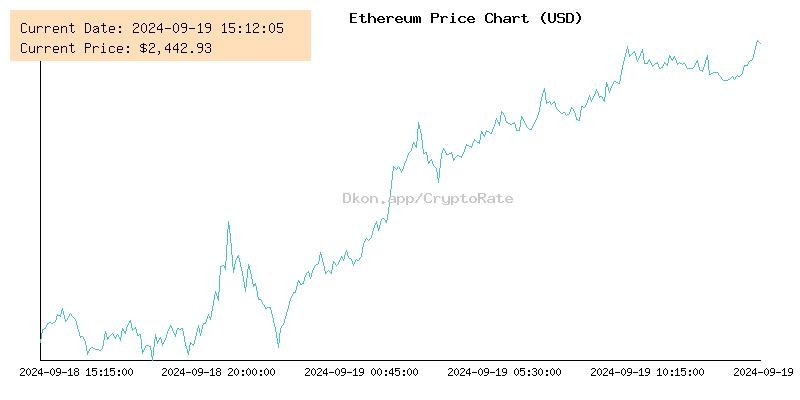 Ethereum Price Chart (USD)
Current Date: 2024-09-19 15:12:05
Current Price: $2,442.93
Dkon.app/CryptoRate
2024-09-18 15:15:00 2024-09-18 20:00:00 2024-09-19 00:45:00 2024-09-19 05:30:00 2024-09-19 10:15:00 2024-09-19